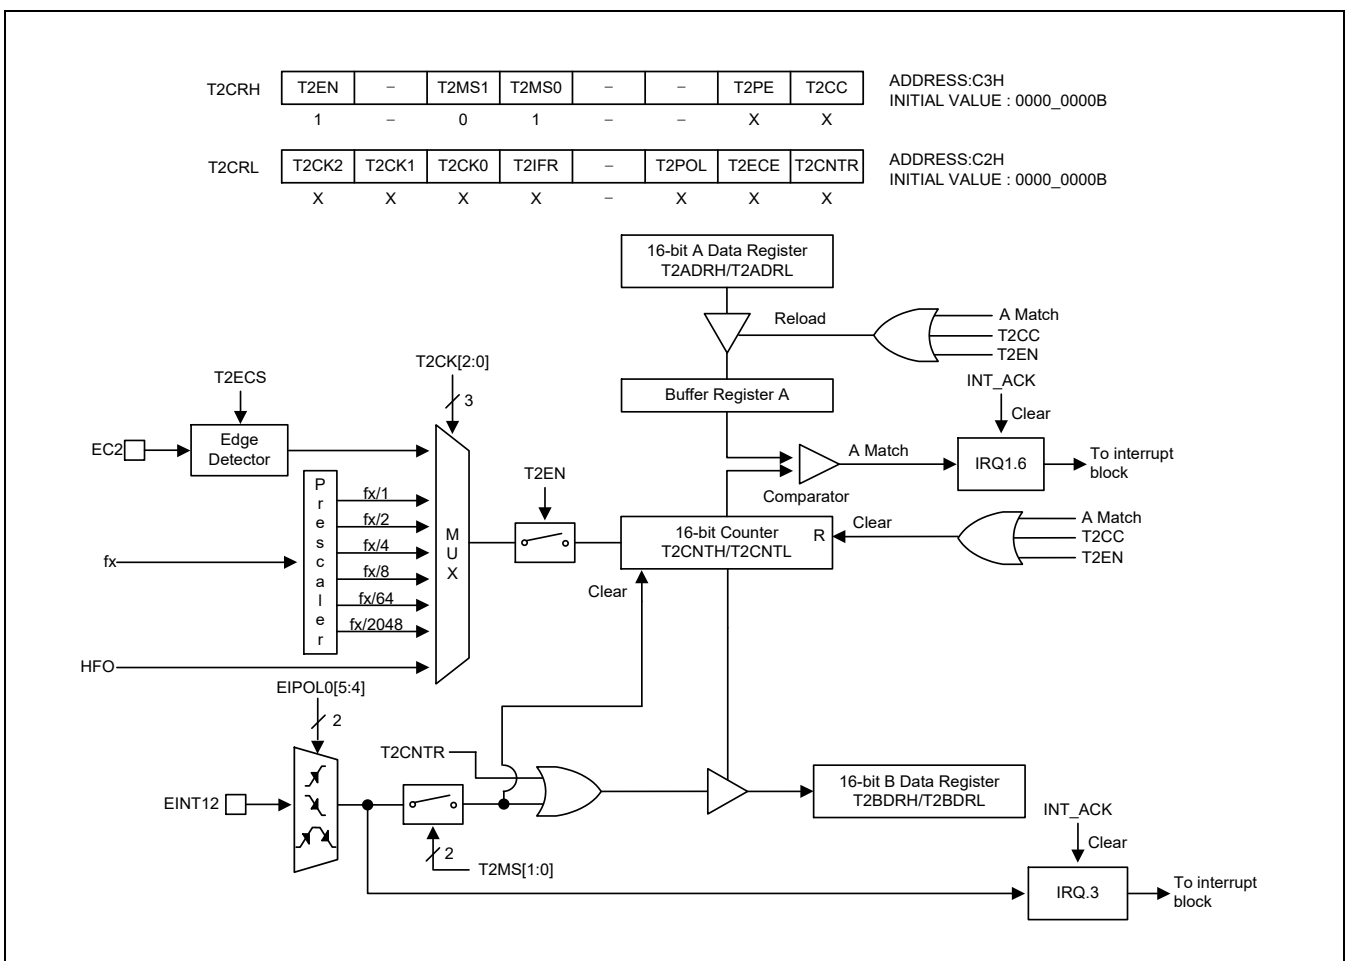 T2CRH T2EN – T2MS1 T2MS0 – – T2PE T2CC ADDRESS:C3H
INITIAL VALUE : 0000_0000B
1 – 0 1 – – X X
T2CRL T2CK2 T2CK1 T2CK0 T2IFR – T2POL T2ECE T2CNTR ADDRESS:C2H
INITIAL VALUE : 0000_0000B
X X X X – X X X
16-bit A Data Register
T2ADRH/T2ADRL
Reload
A Match
T2CC
T2EN
T2CK[2:0]
3
T2ECS
Buffer Register A
INT_ACK
Clear
EC2
Edge
Detector
A Match
IRQ1.6
To interrupt
block
Comparator
T2EN
P
r
e
s
c
a
l
e
r
fx/1
fx/2
fx/4
fx/8
fx/64
fx/2048
M
U
X
16-bit Counter
T2CNTH/T2CNTL
R
Clear
A Match
T2CC
T2EN
fx
Clear
HFO
EIPOL0[5:4]
2
T2CNTR
EINT12
16-bit B Data Register
T2BDRH/T2BDRL
2
T2MS[1:0]
INT_ACK
Clear
IRQ.3
To interrupt
block